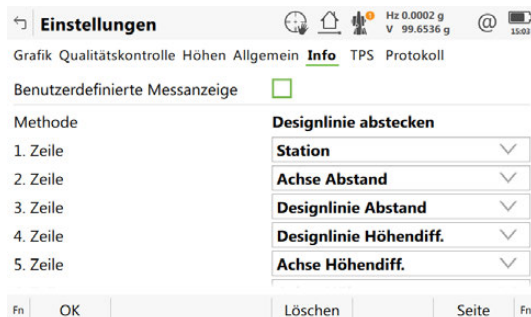 Einstellungen Hz 0.0002 g
V 99.6536 g @ 15:03
Grafik Qualitätskontrolle Höhen Allgemein Info TPS Protokoll
Benutzerdefinierte Messanzeige
Methode Designlinie abstecken
1. Zeile Station
2. Zeile Achse Abstand
3. Zeile Designlinie Abstand
4. Zeile Designlinie Höhendiff.
5. Zeile Achse Höhendiff.
Fn OK Löschen Seite Fn